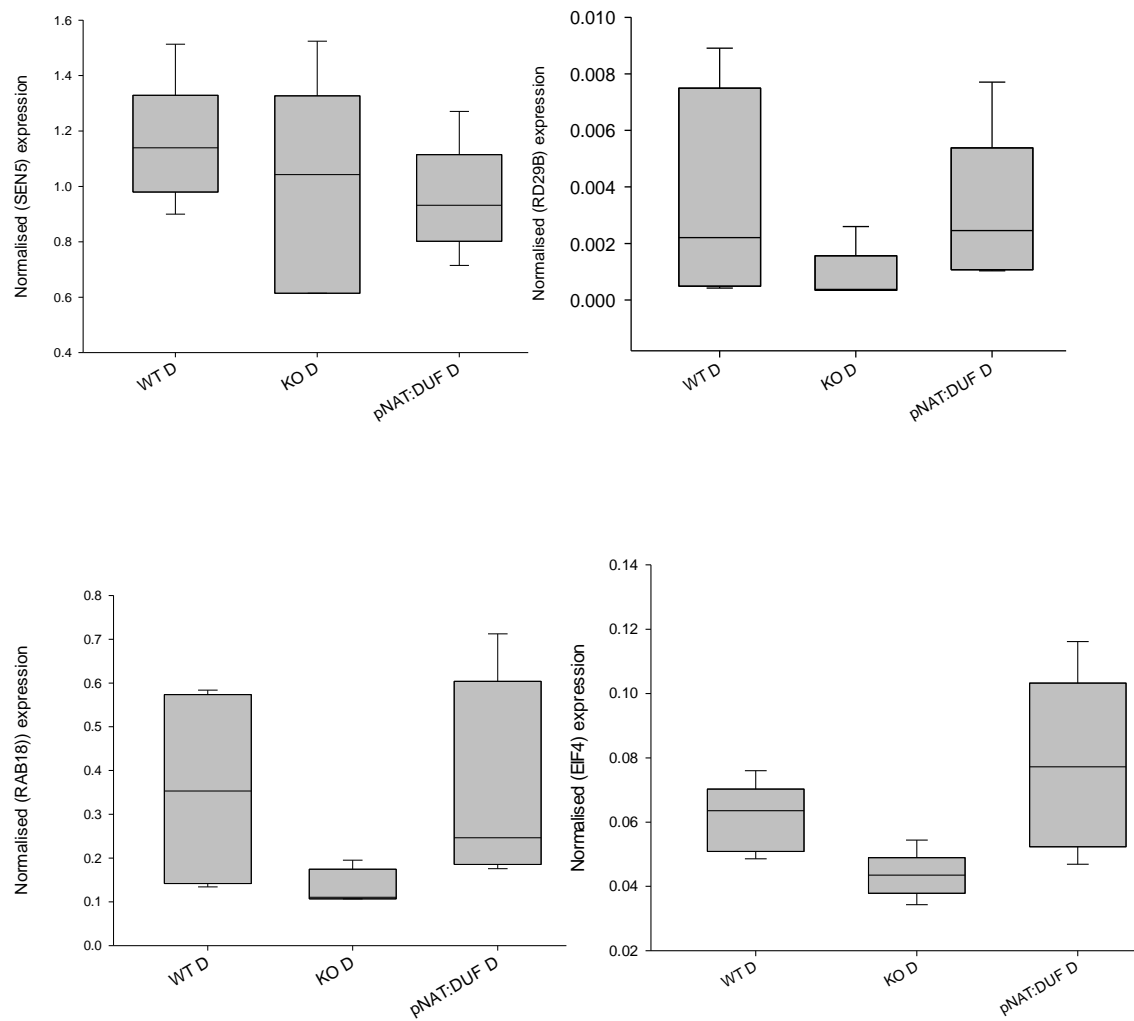 Normalised (SEN5) expression
1.6
1.4
1.2
1.0
0.8
0.6
0.4
WT D
KO D
pNAT:DUF D
Normalised (RD29B) expression
0.010
0.008
0.006
0.004
0.002
0.000
WT D
KO D
pNAT:DUF D
Normalised (RAB18)) expression
0.8
0.7
0.6
0.5
0.4
0.3
0.2
0.1
0.0
WT D
KO D
pNAT:DUF D
Normalised (EIF4) expression
0.14
0.12
0.10
0.08
0.06
0.04
0.02
WT D
KO D
pNAT:DUF D